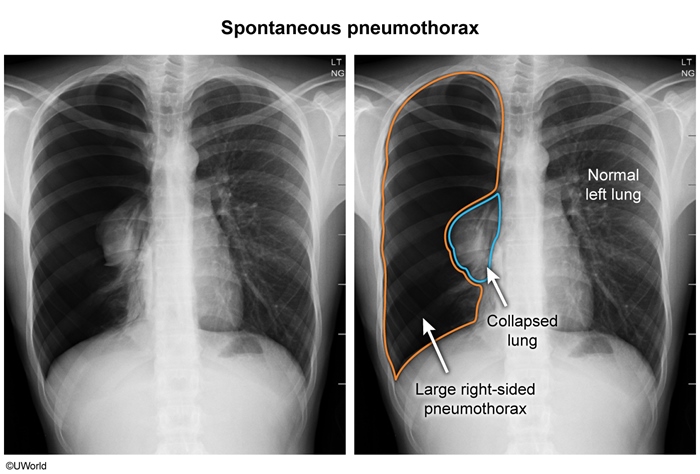 Spontaneous pneumothorax
LT
NG
LT
NG
Normal
left lung
Collapsed
lung
Large right-sided
pneumothorax
©UWorld